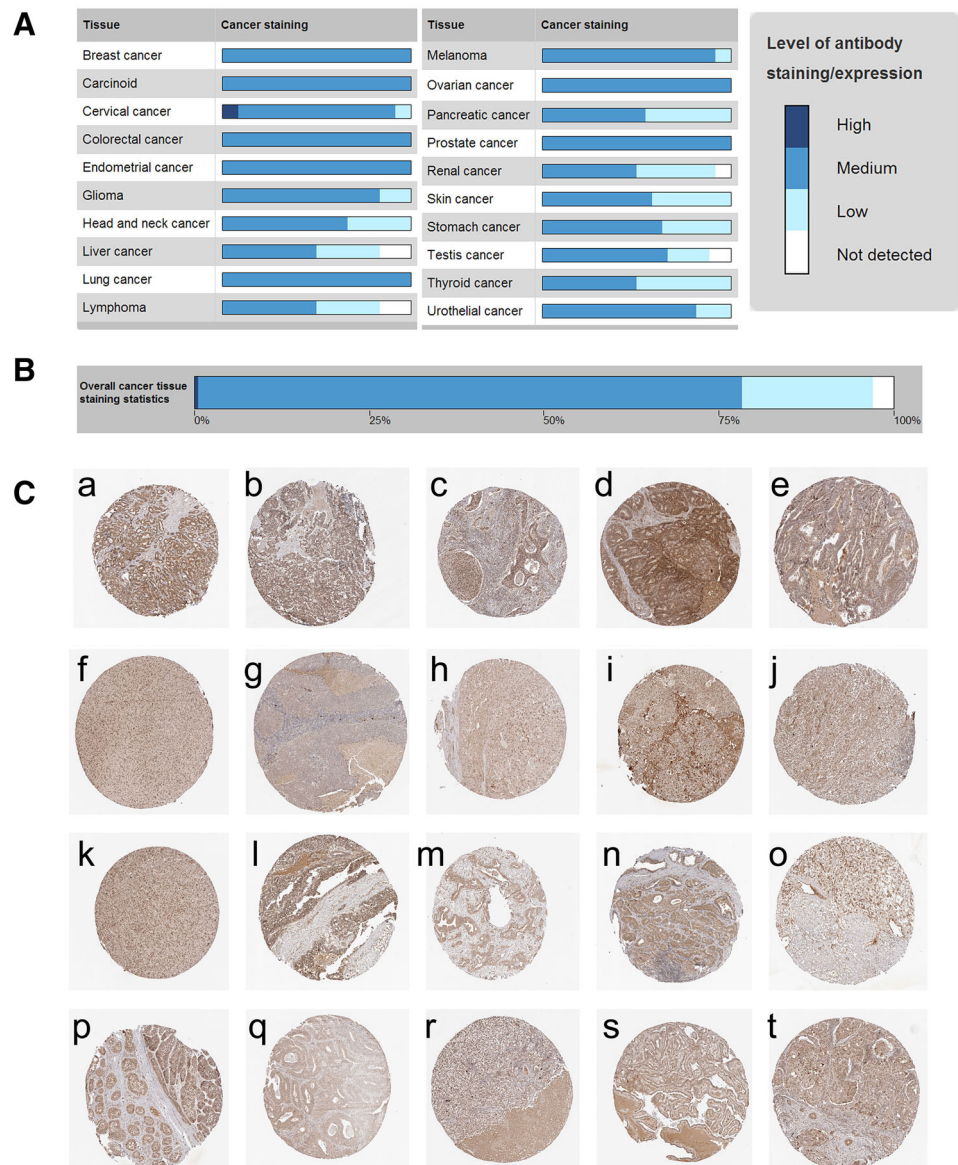 A
Tissue Cancer staining
Breast cancer
Carcinoid
Cervical cancer
Colorectal cancer
Endometrial cancer
Glioma
Head and neck cancer
Liver cancer
Lung cancer
Lymphoma
Tissue Cancer staining
Melanoma
Ovarian cancer
Pancreatic cancer
Prostate cancer
Renal cancer
Skin cancer
Stomach cancer
Testis cancer
Thyroid cancer
Urothelial cancer
Level of antibody
staining/expression
High
Medium
Low
Not detected
B
Overall cancer tissue
staining statistics
0% 25% 50% 75% 100%
C
a b c d e
f g h i j
k l m n o
p q r s t